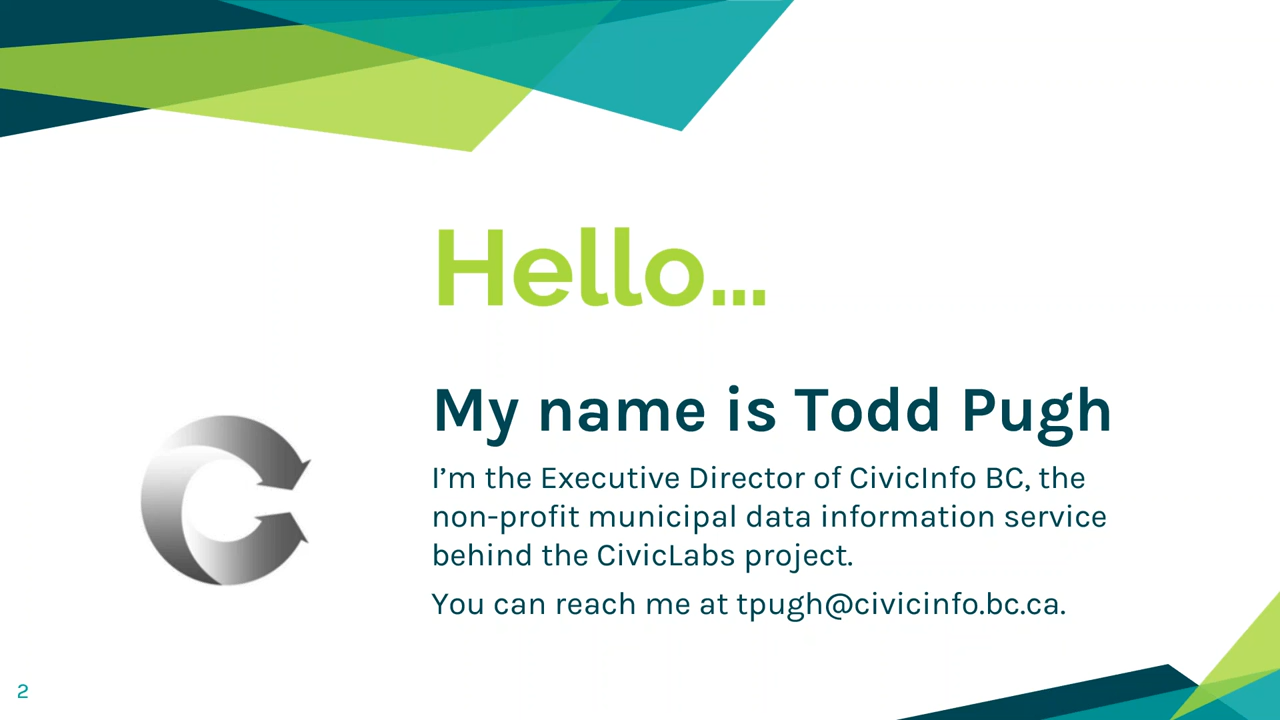 Hello...
My name is Todd Pugh
I'm the Executive Director of CivicInfo BC, the
non-profit municipal data information service
behind the CivicLabs project.
You can reach me at tpugh@civicinfo.bc.ca.
2